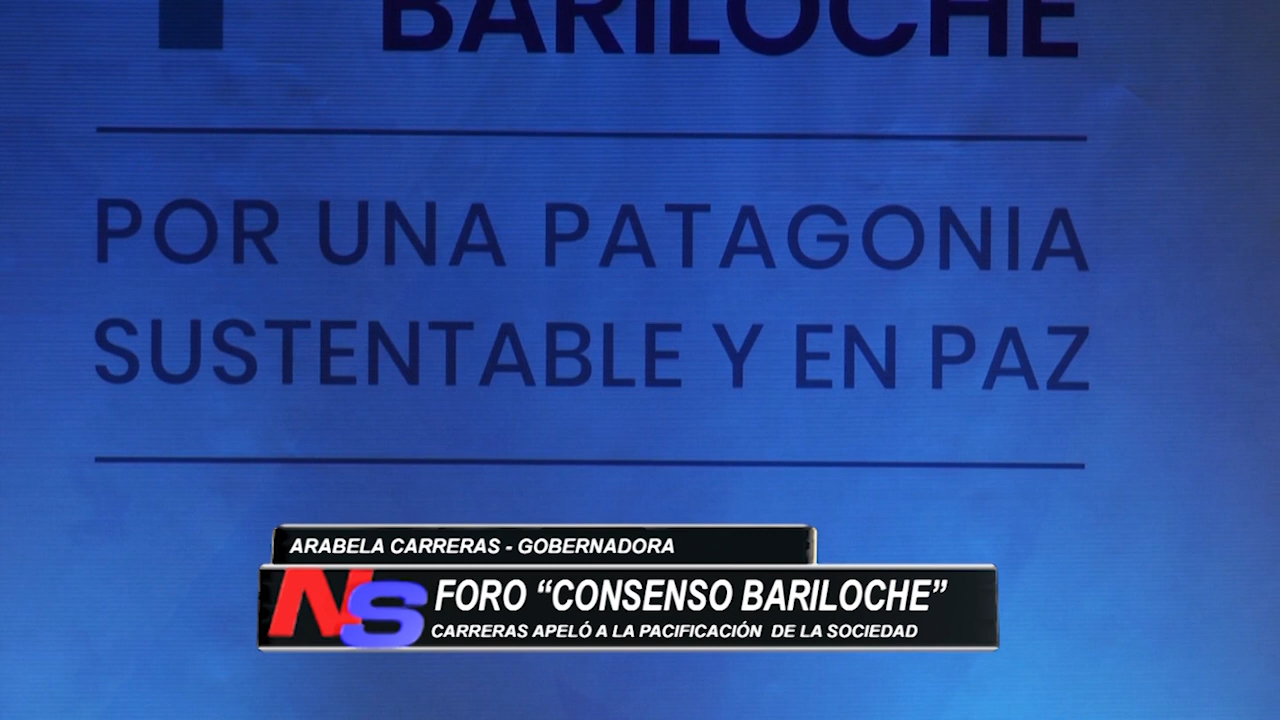 BARILOCHE
POR UNA PATAGONIA
SUSTENTABLE Y EN PAZ
ARABELA CARRERAS - GOBERNADORA
NS
FORO “CONSENSO BARILOCHE”
CARRERAS APELÓ A LA PACIFICACIÓN DE LA SOCIEDAD